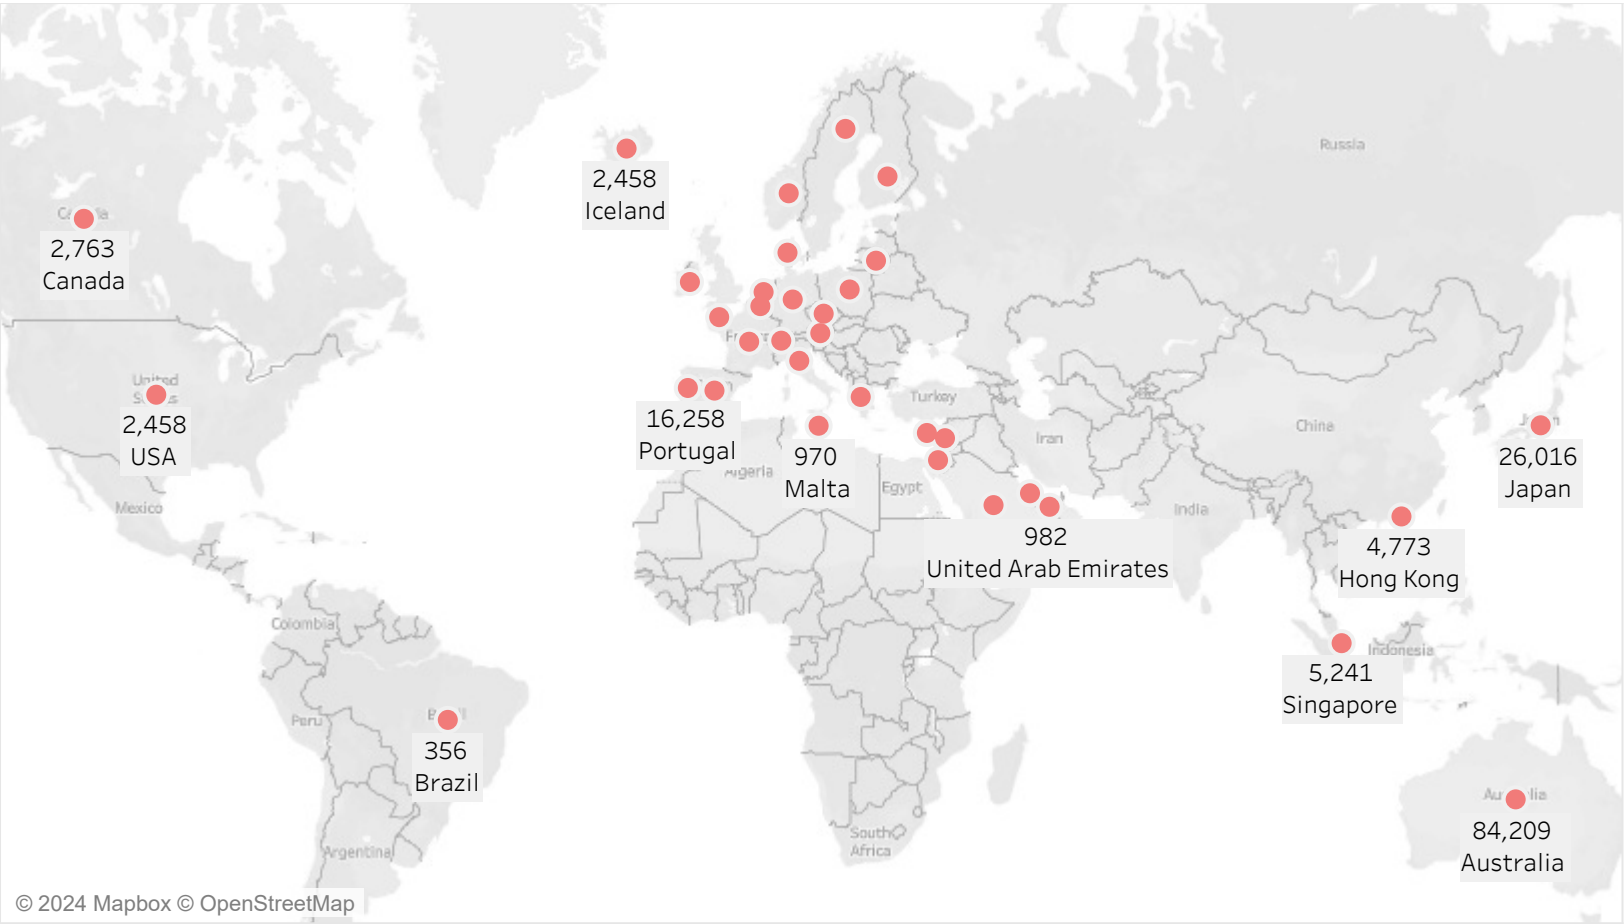 Russia
2,458
Iceland
2,763
Canada
United
2,458
USA
Mexico
Turkey
Iran
China
India
Egypt
Algeria
16,258
Portugal
970
Malta
982
United Arab Emirates
26,016
Japan
4,773
Hong Kong
Indonesia
5,241
Singapore
Colombia
Peru
356
Brazil
Argentina
South
Africa
84,209
Australia
© 2024 Mapbox © OpenStreetMap